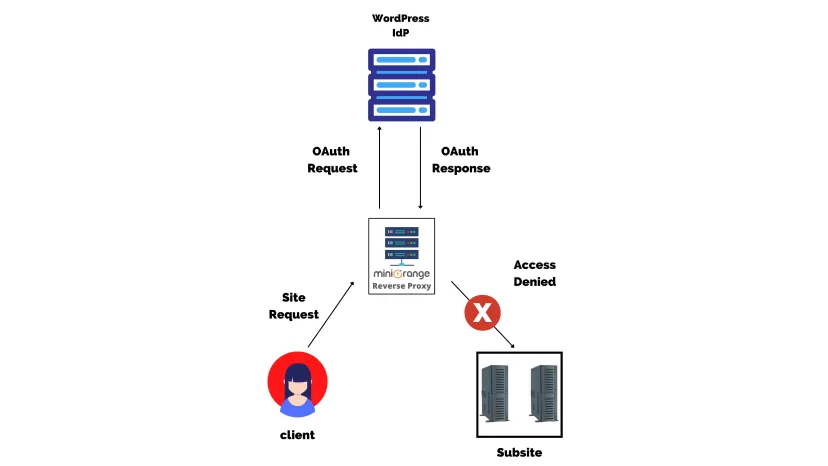 WordPress
IdP
OAuth
Request
OAuth
Response
miniOrange
Reverse Proxy
Access
Denied
X
Site
Request
client
Subsite